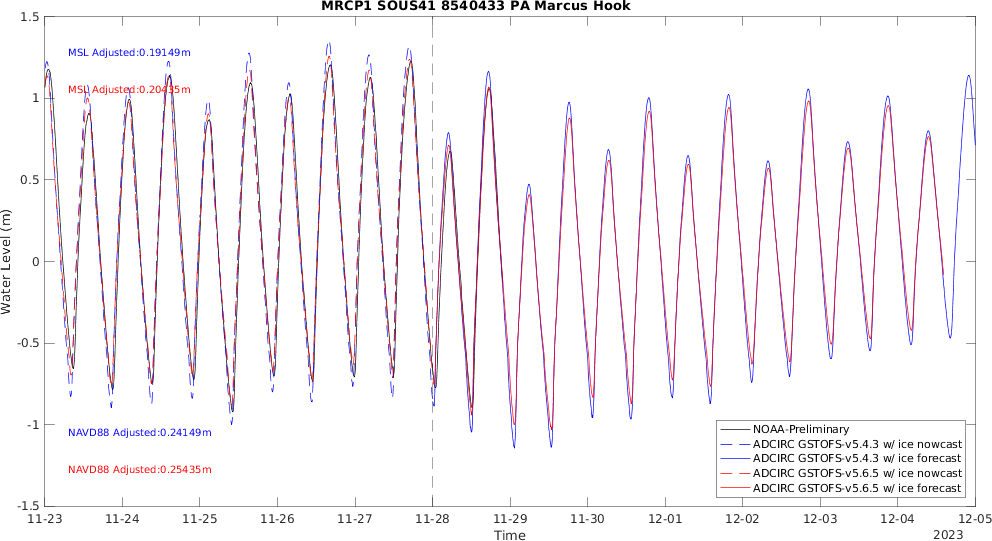 MRCP1 SOUS41 8540433 PA Marcus Hook
1.5
MSL Adjusted:0.19149m
MSL Adjusted:0.20435m
1
0.5
Water Level (m)
0
-0.5
-1
NAVD88 Adjusted:0.24149m
NAVD88 Adjusted:0.25435m
NOAA-Preliminary
ADCIRC GSTOFS-v5.4.3 w/ ice nowcast
ADCIRC GSTOFS-v5.4.3 w/ ice forecast
ADCIRC GSTOFS-v5.6.5 w/ ice nowcast
ADCIRC GSTOFS-v5.6.5 w/ ice forecast
-1.5
11-23 11-24 11-25 11-26 11-27 11-28 11-29 11-30 12-01 12-02 12-03 12-04 12-05
Time
2023